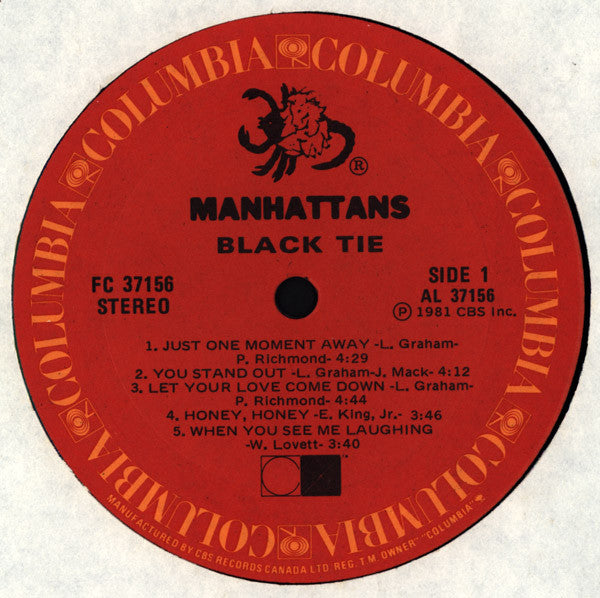 COLUMBIA COLUMBIA COLUMBIA COLUMBIA COLUMBIA COLUMBIA COLUMBIA COLUMBIA
®
MANHATTANS
BLACK TIE
FC 37156
STEREO
SIDE 1
AL 37156
Ⓟ 1981 CBS Inc.
1. JUST ONE MOMENT AWAY -L. Graham-
P. Richmond- 4:29
2. YOU STAND OUT -L. Graham-J. Mack- 4:12
3. LET YOUR LOVE COME DOWN -L. Graham-
P. Richmond- 4:44
4. HONEY, HONEY -E. King, Jr.- 3:46
5. WHEN YOU SEE ME LAUGHING
-W. Lovett- 3:40
TM
MANUFACTURED BY CBS RECORDS CANADA LTD. REG. T.M. OWNER "COLUMBIA"